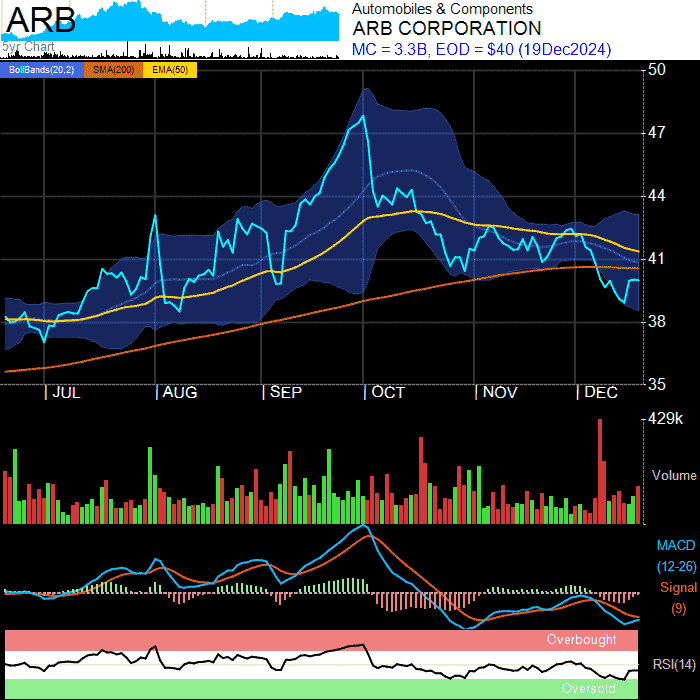 ARB
5yr Chart
Automobiles & Components
ARB CORPORATION
MC = 3.3B, EOD = $40 (19Dec2024)
BollBands(20,2) SMA(200) EMA(50)
50
47
44
41
38
35
JUL AUG SEP OCT NOV DEC
429k
Volume
MACD
(12-26)
Signal
(9)
Overbought
RSI(14)
Oversold